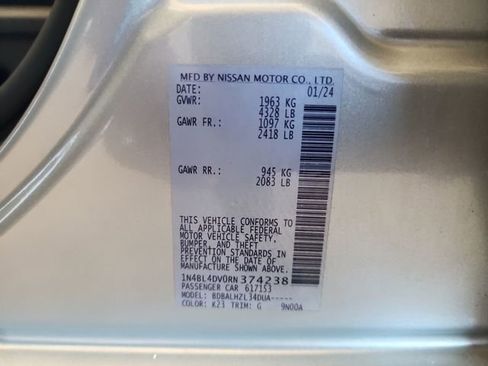 MFD BY NISSAN MOTOR CO., LTD.
DATE: 01/24
GVWR: 1963 KG
4328 LB
GAWR FR.: 1097 KG
2418 LB
GAWR RR.: 945 KG
2083 LB
THIS VEHICLE CONFORMS TO
ALL APPLICABLE FEDERAL
MOTOR VEHICLE SAFETY,
BUMPER, AND THEFT
PREVENTION STANDARDS IN
EFFECT ON THE DATE OF
MANUFACTURE SHOWN ABOVE.
1N4BL4DV0RN374238
PASSENGER CAR 617153
MODEL: BDBALHZL34DUA-----
COLOR: K23 TRIM: G 9N00A